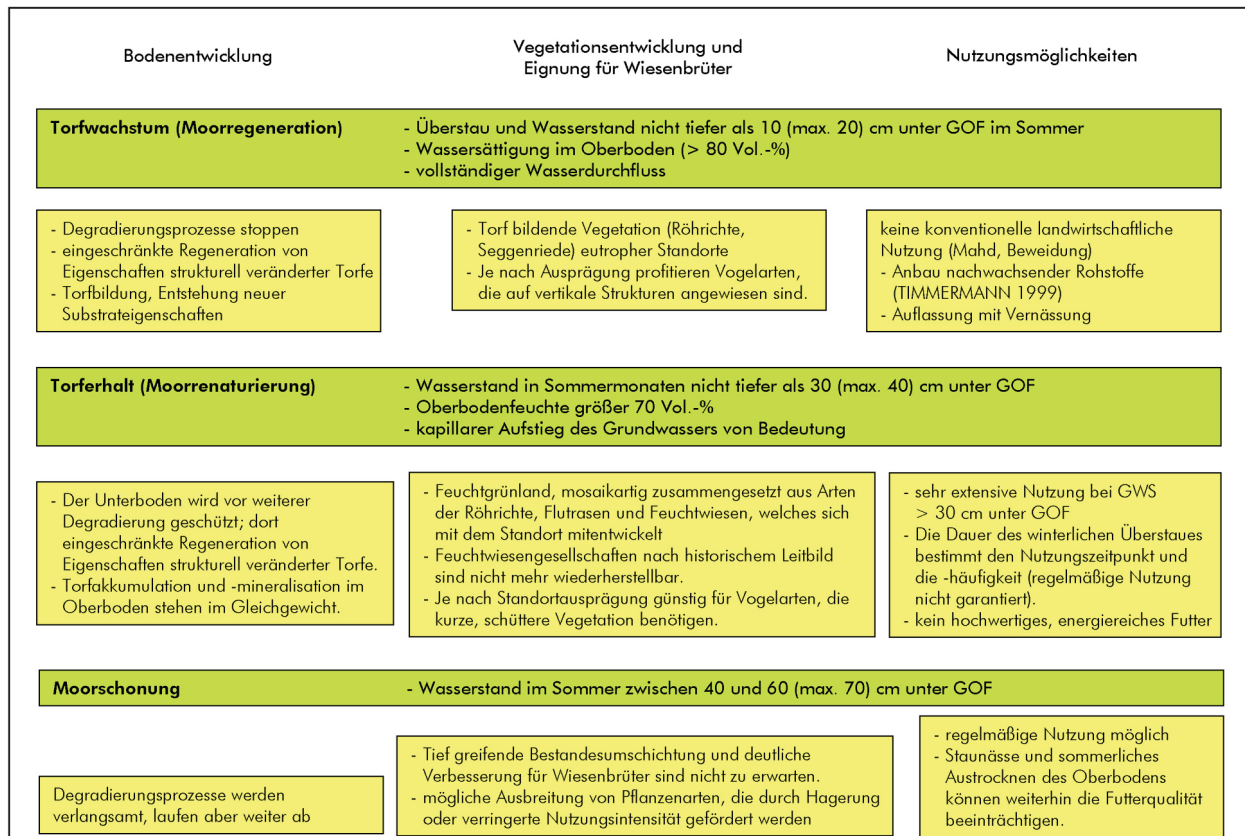 Bodenentwicklung
Vegetationsentwicklung und
Eignung für Wiesenbrüter
Nutzungsmöglichkeiten
Torfwachstum (Moorregeneration)
- Überstau und Wasserstand nicht tiefer als 10 (max. 20) cm unter GOF im Sommer
- Wassersättigung im Oberboden (> 80 Vol.-%)
- vollständiger Wasserdurchfluss
- Degradierungsprozesse stoppen
- eingeschränkte Regeneration von
Eigenschaften strukturell veränderter Torfe
- Torfbildung, Entstehung neuer
Substrateigenschaften
- Torf bildende Vegetation (Röhrichte,
Seggenriede) eutropher Standorte
- Je nach Ausprägung profitieren Vogelarten,
die auf vertikale Strukturen angewiesen sind.
keine konventionelle landwirtschaftliche
Nutzung (Mahd, Beweidung)
- Anbau nachwachsender Rohstoffe
(TIMMERMANN 1999)
- Auflassung mit Vernässung
Torferhalt (Moorrenaturierung)
- Wasserstand in Sommermonaten nicht tiefer als 30 (max. 40) cm unter GOF
- Oberbodenfeuchte größer 70 Vol.-%
- kapillarer Aufstieg des Grundwassers von Bedeutung
- Der Unterboden wird vor weiterer
Degradierung geschützt; dort
eingeschränkte Regeneration von
Eigenschaften strukturell veränderter Torfe.
- Torfakkumulation und -mineralisation im
Oberboden stehen im Gleichgewicht.
- Feuchtgrünland, mosaikartig zusammengesetzt aus Arten
der Röhrichte, Flutrasen und Feuchtwiesen, welches sich
mit dem Standort mitentwickelt
- Feuchtwiesengesellschaften nach historischem Leitbild
sind nicht mehr wiederherstellbar.
- Je nach Standortausprägung günstig für Vogelarten, die
kurze, schüttere Vegetation benötigen.
- sehr extensive Nutzung bei GWS
> 30 cm unter GOF
- Die Dauer des winterlichen Überstaues
bestimmt den Nutzungszeitpunkt und
die -häufigkeit (regelmäßige Nutzung
nicht garantiert).
- kein hochwertiges, energiereiches Futter
Moorschonung
- Wasserstand im Sommer zwischen 40 und 60 (max. 70) cm unter GOF
Degradierungsprozesse werden
verlangsamt, laufen aber weiter ab
- Tief greifende Bestandesumschichtung und deutliche
Verbesserung für Wiesenbrüter sind nicht zu erwarten.
- mögliche Ausbreitung von Pflanzenarten, die durch Hagerung
oder verringerte Nutzungsintensität gefördert werden
- regelmäßige Nutzung möglich
- Staunässe und sommerliches
Austrocknen des Oberbodens
können weiterhin die Futterqualität
beeinträchtigen.